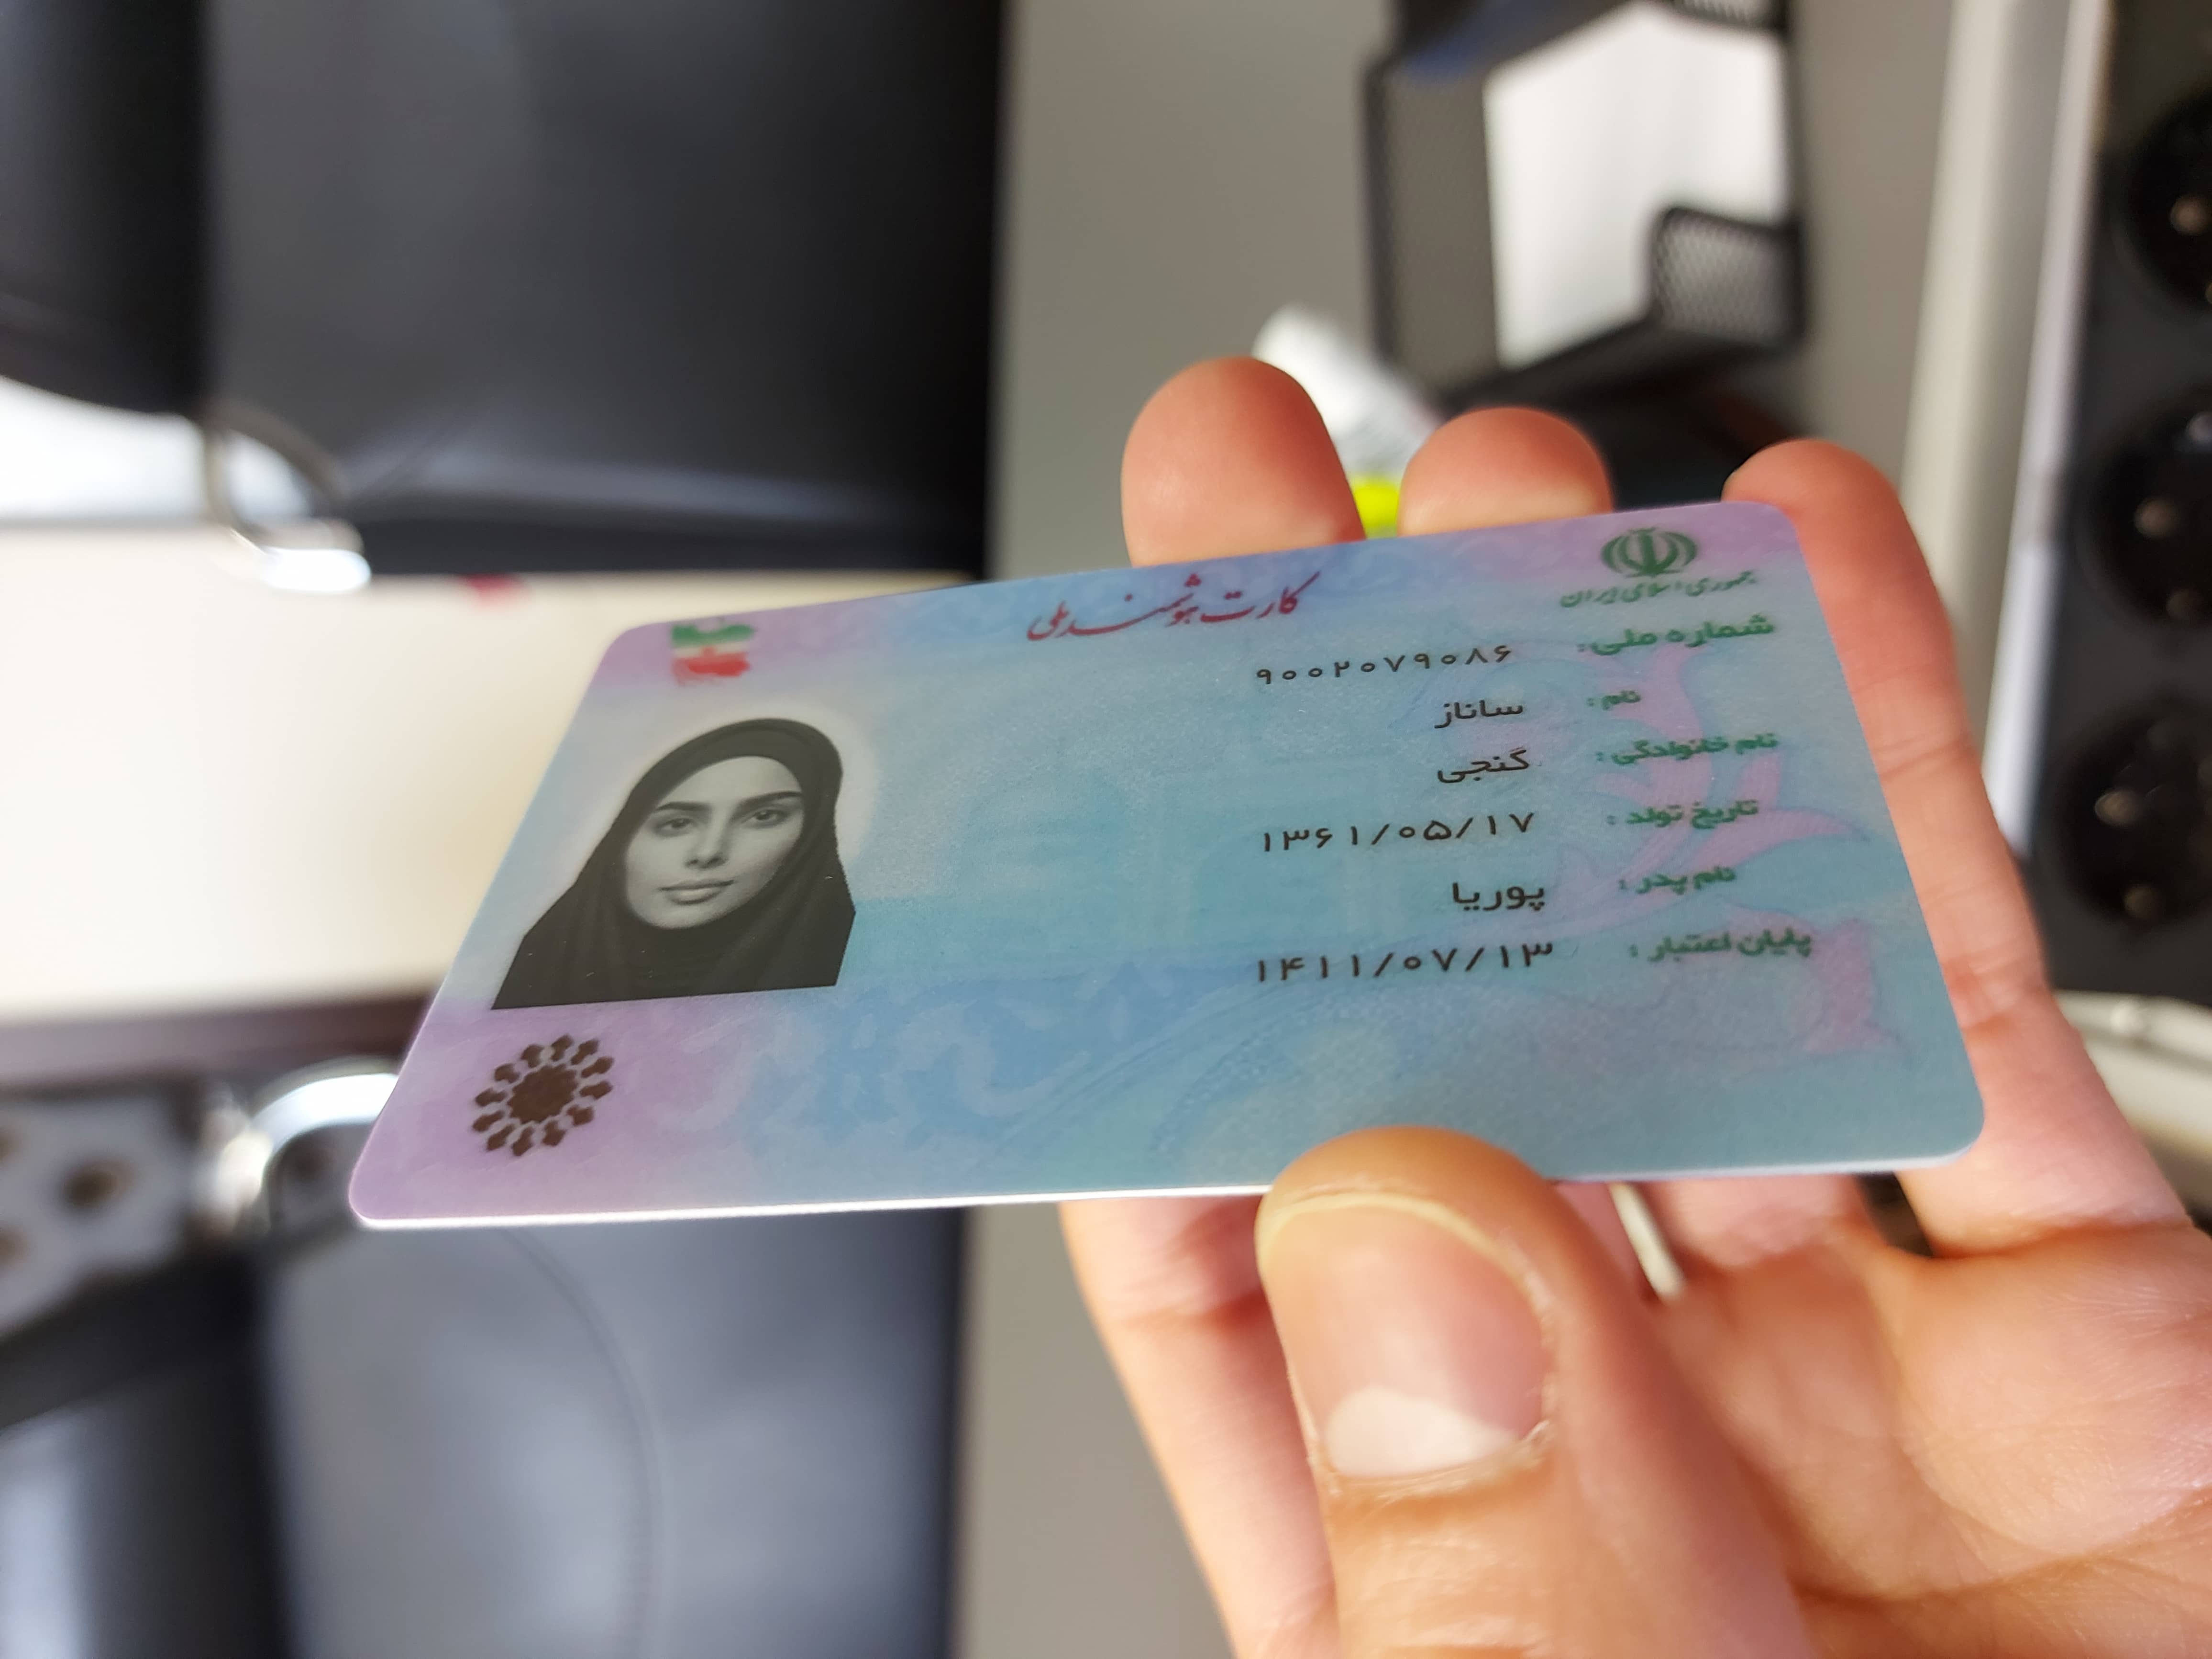 جمهوری اسلامی ایران
کارت هوشمند ملی
شماره ملی: ۹۰۰۲۰۷۹۰۸۶
نام: ساناز
نام خانوادگی: گنجی
تاریخ تولد: ۱۳۶۱/۰۵/۱۷
نام پدر: پوریا
پایان اعتبار: ۱۴۱۱/۰۷/۱۳